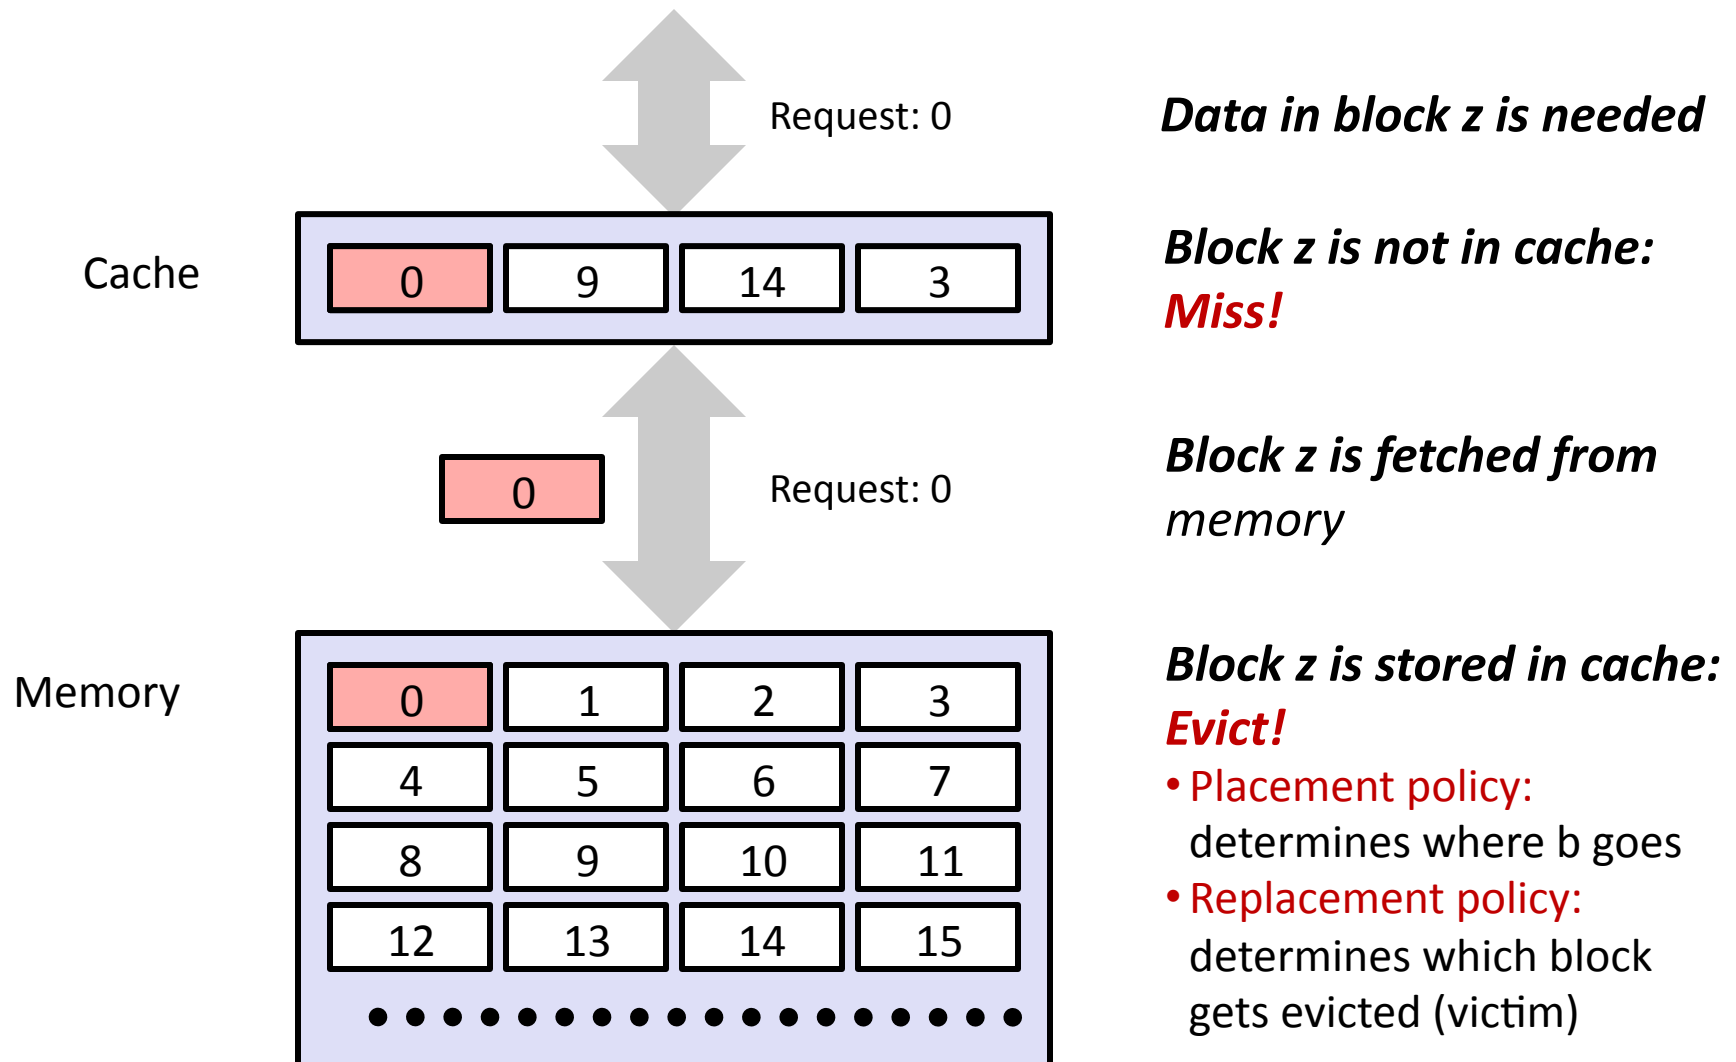 Request: 0
Data in block z is needed
Cache
0 9 14 3
Block z is not in cache:
Miss!
0
Request: 0
Block z is fetched from
memory
Memory
0 1 2 3
4 5 6 7
8 9 10 11
12 13 14 15
Block z is stored in cache:
Evict!
• Placement policy:
determines where b goes
• Replacement policy:
determines which block
gets evicted (victim)